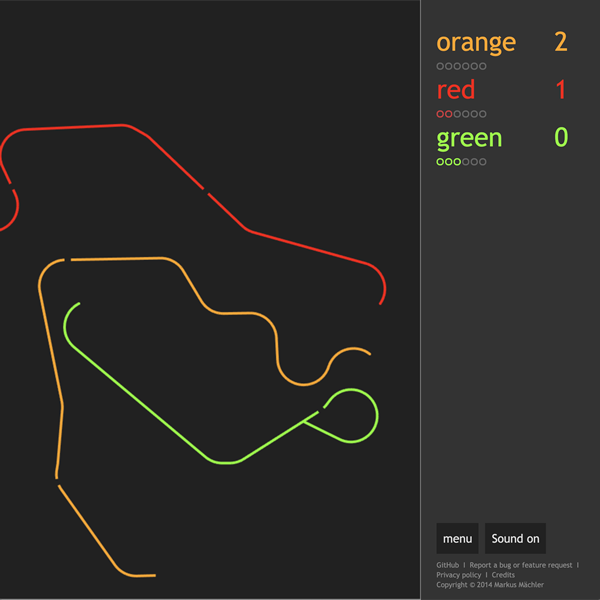 orange 2
red 1
green 0
menu Sound on
GitHub | Report a bug or feature request |
Privacy policy | Credits
Copyright © 2014 Markus Mächler